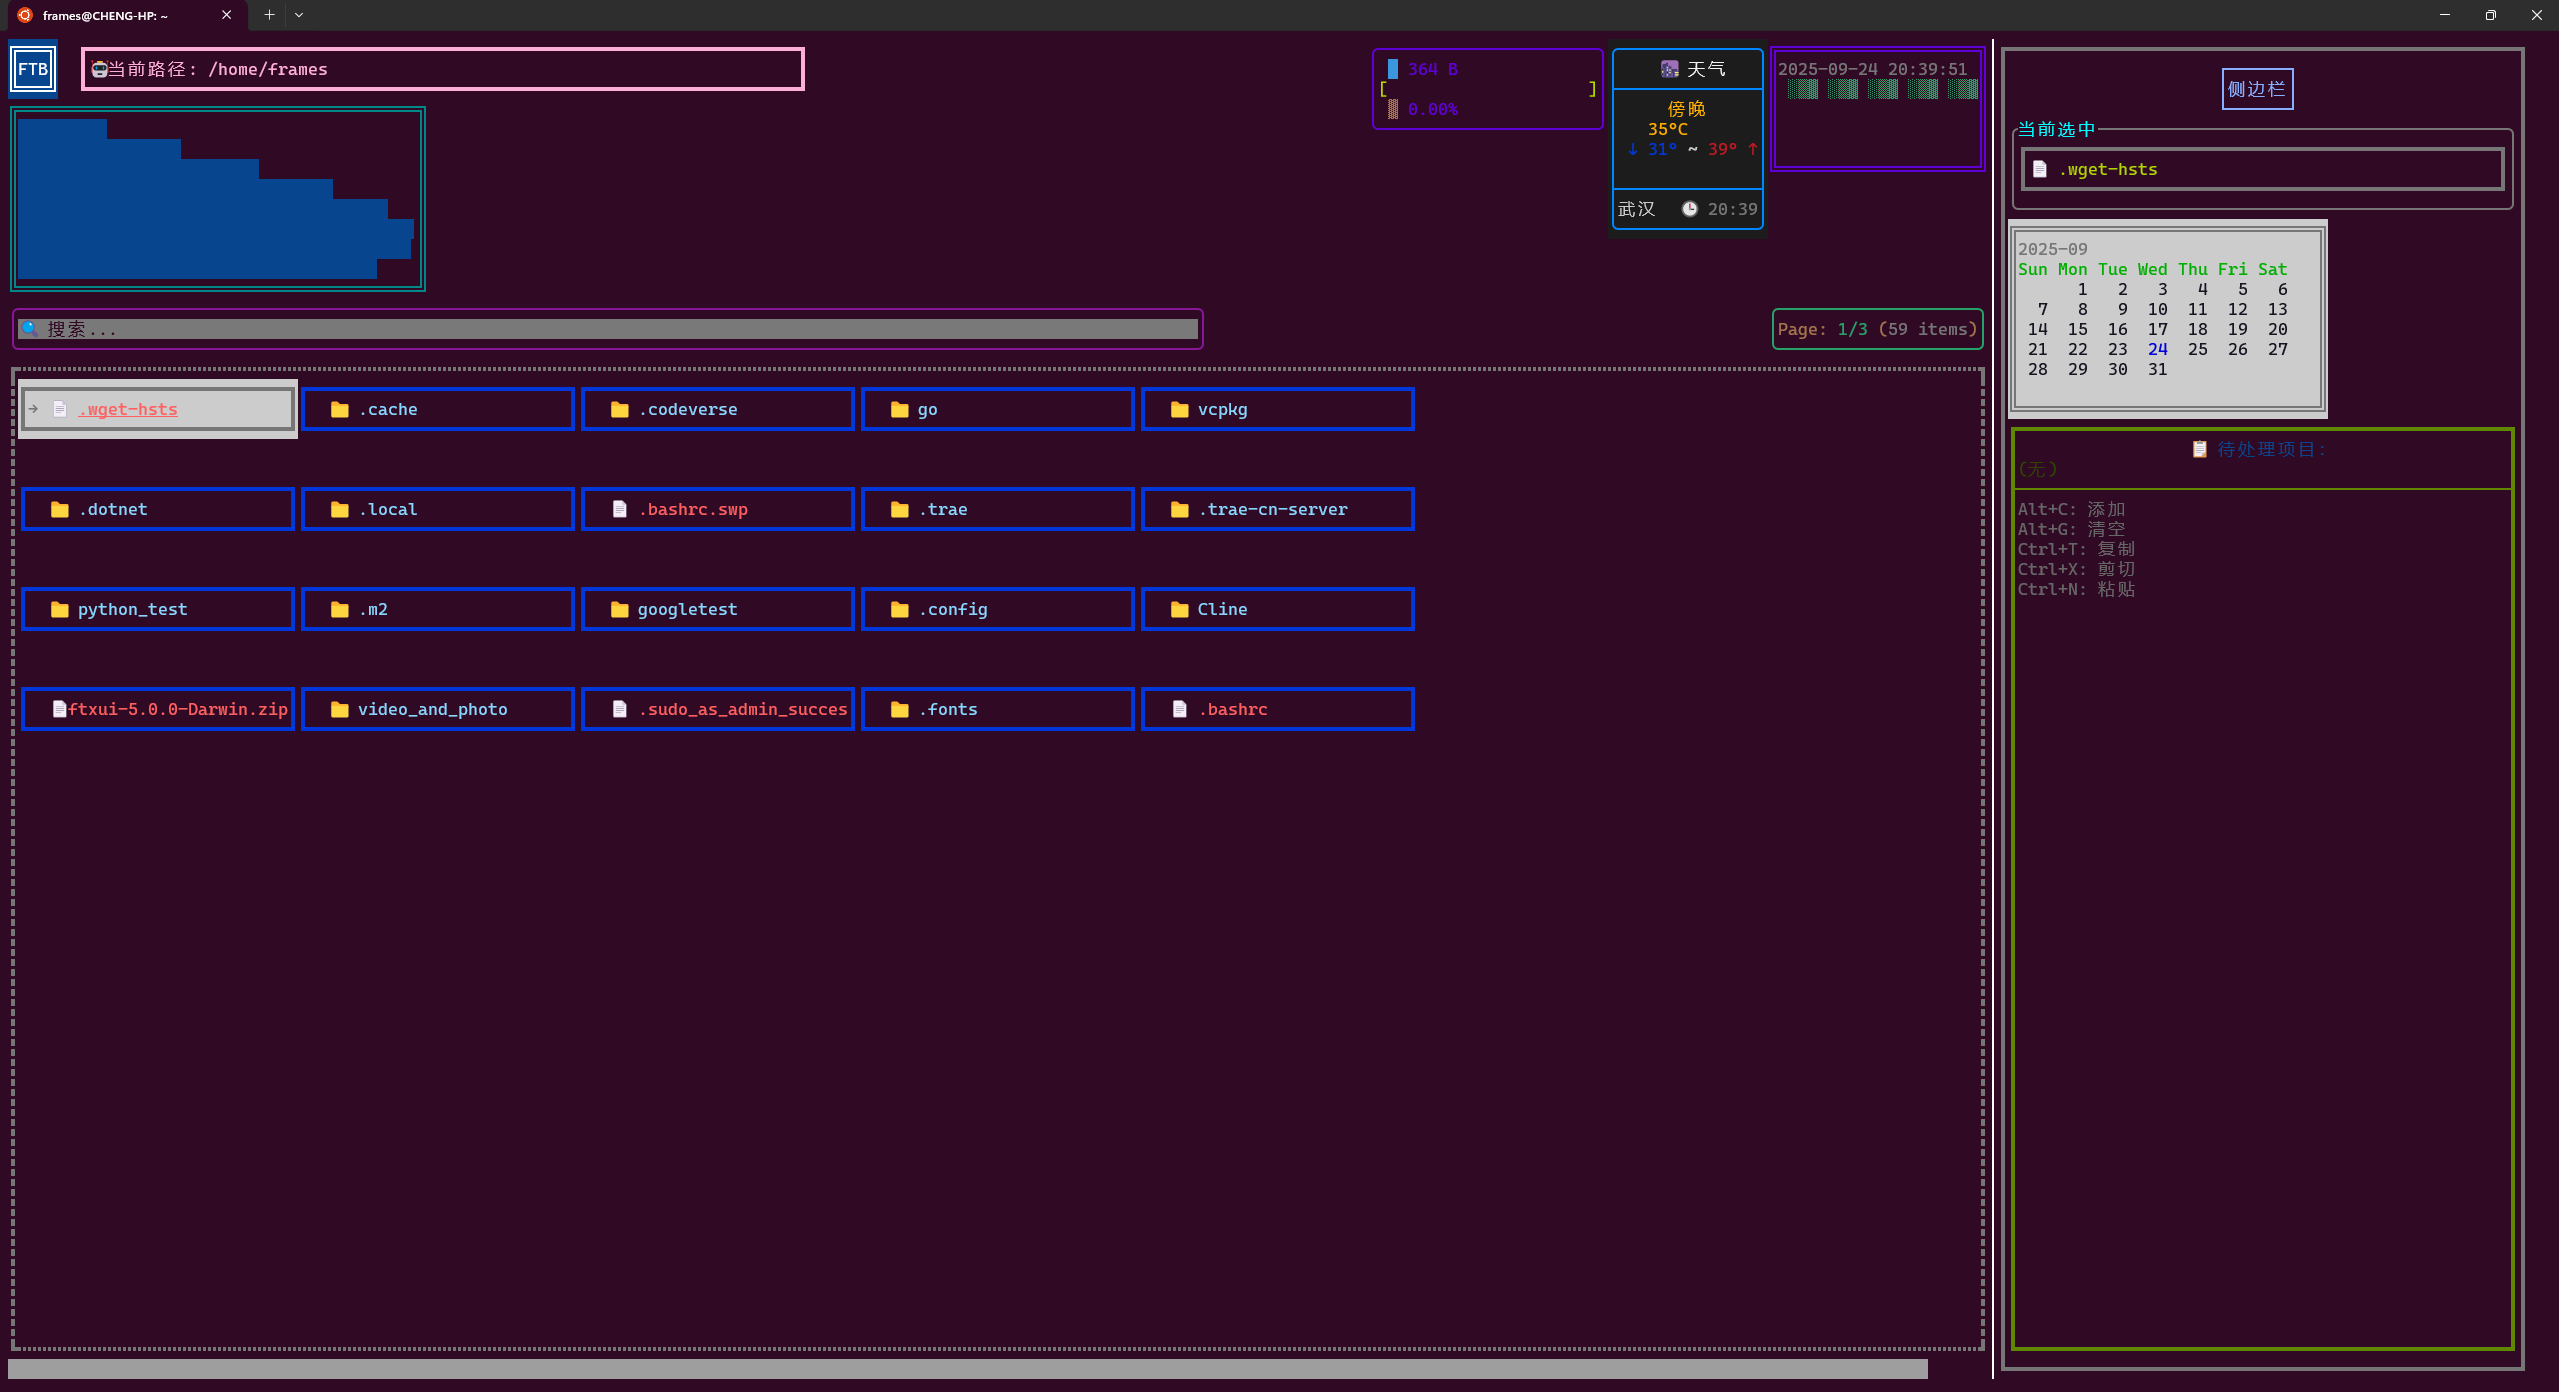 frames@CHENG-HP: ~
FTB
当前路径: /home/frames
364 B
[ ]
0.00%
天气
傍晚
35°C
↓ 31° ~ 39° ↑
武汉 20:39
2025-09-24 20:39:51
搜索...
Page: 1/3 (59 items)
→ .wget-hsts
.cache
.codeverse
go
vcpkg
.dotnet
.local
.bashrc.swp
.trae
.trae-cn-server
python_test
.m2
googletest
.config
Cline
ftxui-5.0.0-Darwin.zip
video_and_photo
.sudo_as_admin_succes
.fonts
.bashrc
侧边栏
当前选中
.wget-hsts
2025-09
Sun Mon Tue Wed Thu Fri Sat
1 2 3 4 5 6
7 8 9 10 11 12 13
14 15 16 17 18 19 20
21 22 23 24 25 26 27
28 29 30 31
待处理项目:
(无)
Alt+C: 添加
Alt+G: 清空
Ctrl+T: 复制
Ctrl+X: 剪切
Ctrl+N: 粘贴